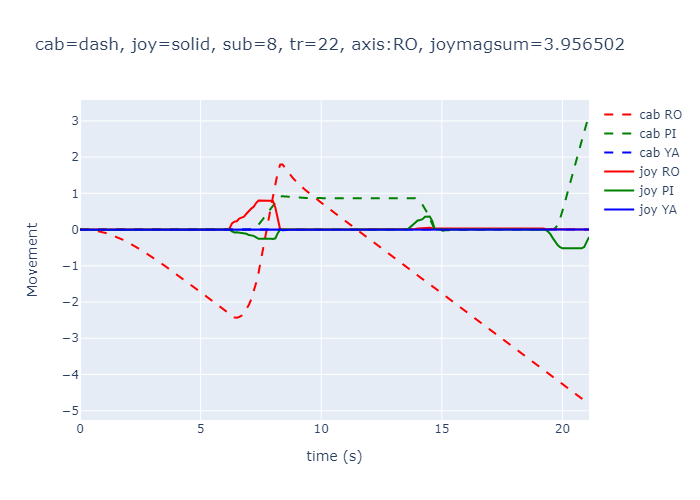 cab=dash, joy=solid, sub=8, tr=22, axis:RO, joymagsum=3.956502
3
2
1
0
−1
−2
−3
−4
−5
Movement
0
5
10
15
20
time (s)
cab RO
cab PI
cab YA
joy RO
joy PI
joy YA